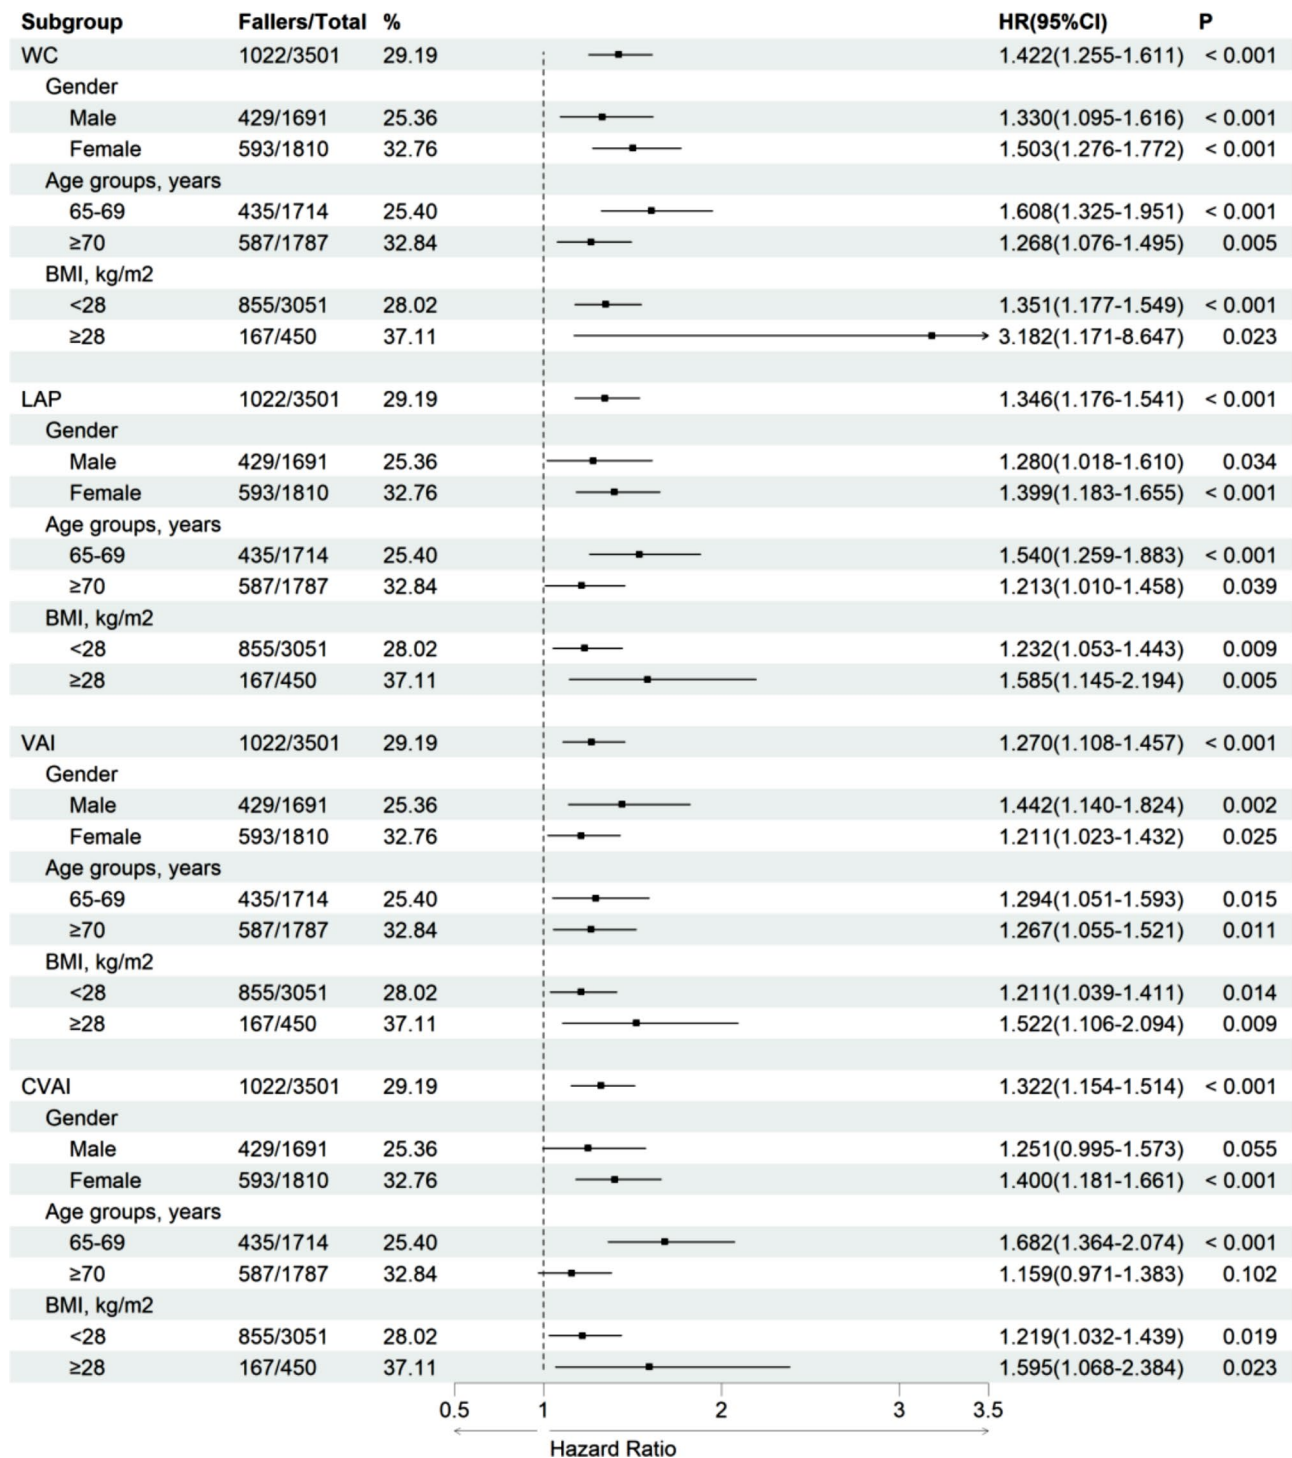 Subgroup Fallers/Total % HR(95%CI) P
WC 1022/3501 29.19 1.422(1.255-1.611) < 0.001
Gender
Male 429/1691 25.36 1.330(1.095-1.616) < 0.001
Female 593/1810 32.76 1.503(1.276-1.772) < 0.001
Age groups, years
65-69 435/1714 25.40 1.608(1.325-1.951) < 0.001
≥70 587/1787 32.84 1.268(1.076-1.495) 0.005
BMI, kg/m2
<28 855/3051 28.02 1.351(1.177-1.549) < 0.001
≥28 167/450 37.11 3.182(1.171-8.647) 0.023
LAP 1022/3501 29.19 1.346(1.176-1.541) < 0.001
Gender
Male 429/1691 25.36 1.280(1.018-1.610) 0.034
Female 593/1810 32.76 1.399(1.183-1.655) < 0.001
Age groups, years
65-69 435/1714 25.40 1.540(1.259-1.883) < 0.001
≥70 587/1787 32.84 1.213(1.010-1.458) 0.039
BMI, kg/m2
<28 855/3051 28.02 1.232(1.053-1.443) 0.009
≥28 167/450 37.11 1.585(1.145-2.194) 0.005
VAI 1022/3501 29.19 1.270(1.108-1.457) < 0.001
Gender
Male 429/1691 25.36 1.442(1.140-1.824) 0.002
Female 593/1810 32.76 1.211(1.023-1.432) 0.025
Age groups, years
65-69 435/1714 25.40 1.294(1.051-1.593) 0.015
≥70 587/1787 32.84 1.267(1.055-1.521) 0.011
BMI, kg/m2
<28 855/3051 28.02 1.211(1.039-1.411) 0.014
≥28 167/450 37.11 1.522(1.106-2.094) 0.009
CVAI 1022/3501 29.19 1.322(1.154-1.514) < 0.001
Gender
Male 429/1691 25.36 1.251(0.995-1.573) 0.055
Female 593/1810 32.76 1.400(1.181-1.661) < 0.001
Age groups, years
65-69 435/1714 25.40 1.682(1.364-2.074) < 0.001
≥70 587/1787 32.84 1.159(0.971-1.383) 0.102
BMI, kg/m2
<28 855/3051 28.02 1.219(1.032-1.439) 0.019
≥28 167/450 37.11 1.595(1.068-2.384) 0.023
0.5 1 2 3 3.5
Hazard Ratio